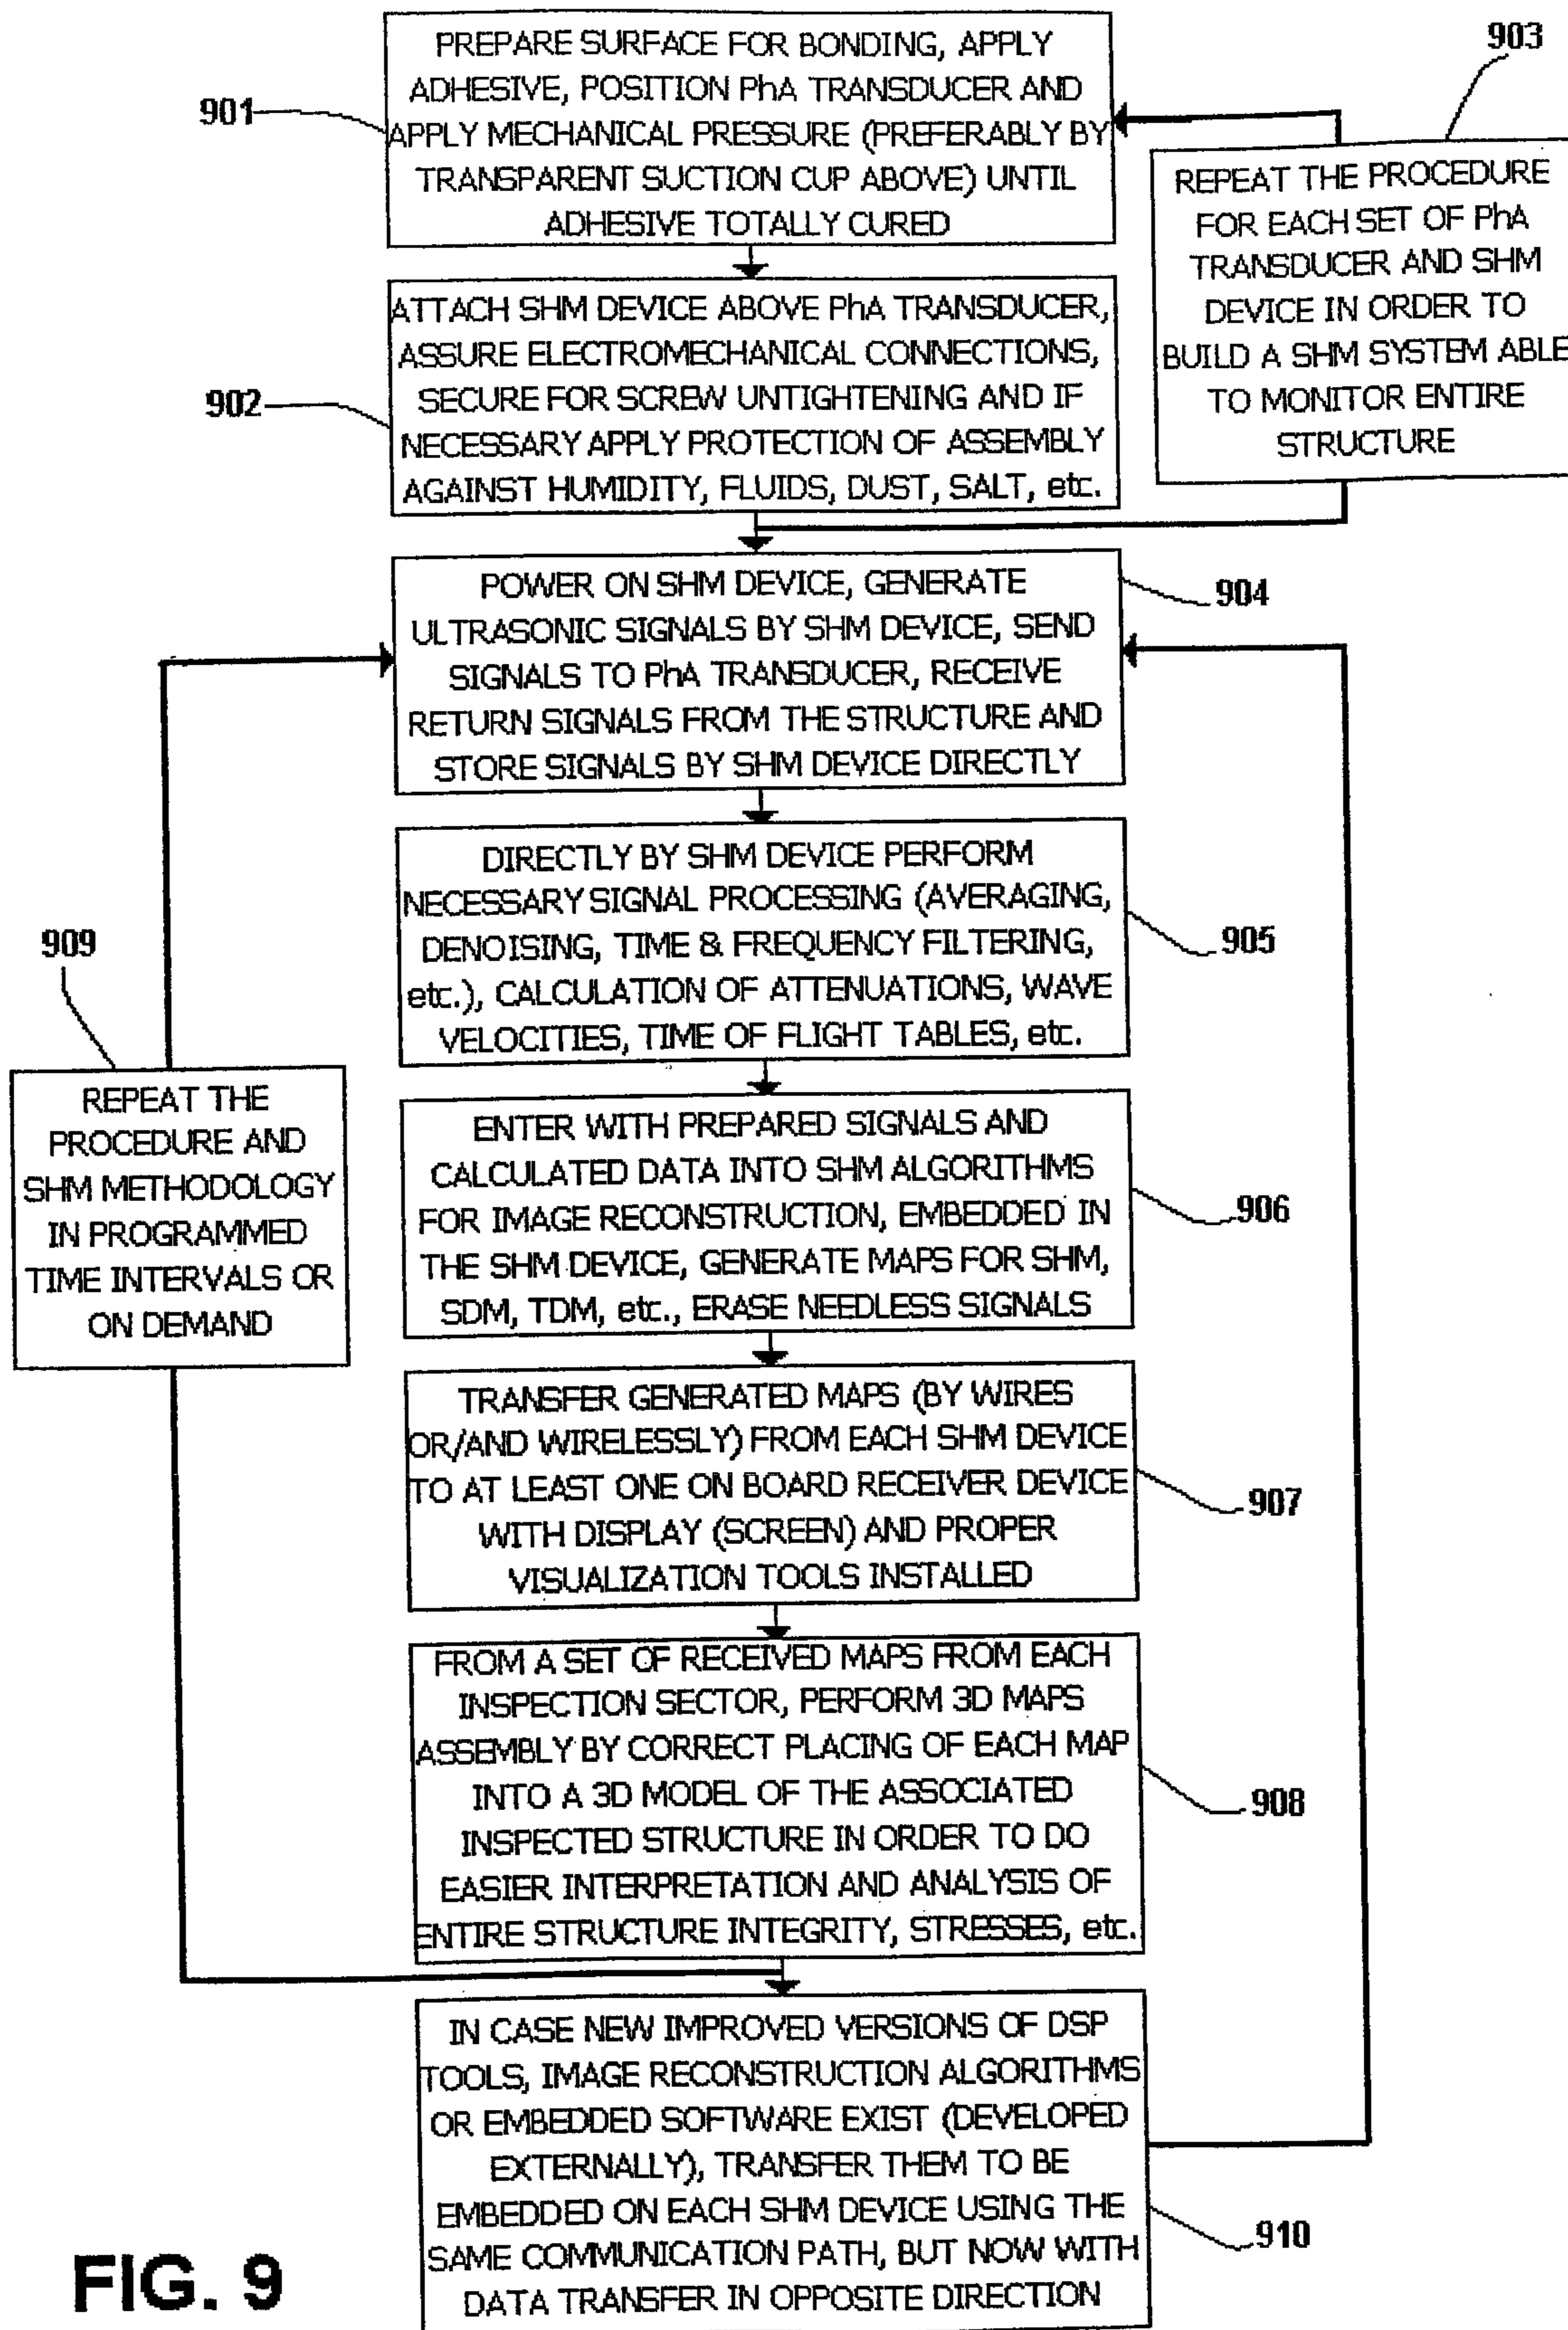 PREPARE SURFACE FOR BONDING, APPLY
ADHESIVE, POSITION PhA TRANSDUCER AND
APPLY MECHANICAL PRESSURE (PREFERABLY BY
TRANSPARENT SUCTION CUP ABOVE) UNTIL
ADHESIVE TOTALLY CURED
901
903
REPEAT THE PROCEDURE
FOR EACH SET OF PhA
TRANSDUCER AND SHM
DEVICE IN ORDER TO
BUILD A SHM SYSTEM ABLE
TO MONITOR ENTIRE
STRUCTURE
ATTACH SHM DEVICE ABOVE PhA TRANSDUCER,
ASSURE ELECTROMECHANICAL CONNECTIONS,
SECURE FOR SCREW UNTIGHTENING AND IF
NECESSARY APPLY PROTECTION OF ASSEMBLY
AGAINST HUMIDITY, FLUIDS, DUST, SALT, etc.
902
POWER ON SHM DEVICE, GENERATE
ULTRASONIC SIGNALS BY SHM DEVICE, SEND
SIGNALS TO PhA TRANSDUCER, RECEIVE
RETURN SIGNALS FROM THE STRUCTURE AND
STORE SIGNALS BY SHM DEVICE DIRECTLY
904
DIRECTLY BY SHM DEVICE PERFORM
NECESSARY SIGNAL PROCESSING (AVERAGING,
DENOISING, TIME & FREQUENCY FILTERING,
etc.), CALCULATION OF ATTENUATIONS, WAVE
VELOCITIES, TIME OF FLIGHT TABLES, etc.
905
909
REPEAT THE
PROCEDURE AND
SHM METHODOLOGY
IN PROGRAMMED
TIME INTERVALS OR
ON DEMAND
ENTER WITH PREPARED SIGNALS AND
CALCULATED DATA INTO SHM ALGORITHMS
FOR IMAGE RECONSTRUCTION, EMBEDDED IN
THE SHM DEVICE, GENERATE MAPS FOR SHM,
SDM, TDM, etc., ERASE NEEDLESS SIGNALS
906
TRANSFER GENERATED MAPS (BY WIRES
OR/AND WIRELESSLY) FROM EACH SHM DEVICE
TO AT LEAST ONE ON BOARD RECEIVER DEVICE
WITH DISPLAY (SCREEN) AND PROPER
VISUALIZATION TOOLS INSTALLED
907
FROM A SET OF RECEIVED MAPS FROM EACH
INSPECTION SECTOR, PERFORM 3D MAPS
ASSEMBLY BY CORRECT PLACING OF EACH MAP
INTO A 3D MODEL OF THE ASSOCIATED
INSPECTED STRUCTURE IN ORDER TO DO
EASIER INTERPRETATION AND ANALYSIS OF
ENTIRE STRUCTURE INTEGRITY, STRESSES, etc.
908
IN CASE NEW IMPROVED VERSIONS OF DSP
TOOLS, IMAGE RECONSTRUCTION ALGORITHMS
OR EMBEDDED SOFTWARE EXIST (DEVELOPED
EXTERNALLY), TRANSFER THEM TO BE
EMBEDDED ON EACH SHM DEVICE USING THE
SAME COMMUNICATION PATH, BUT NOW WITH
DATA TRANSFER IN OPPOSITE DIRECTION
910
FIG. 9